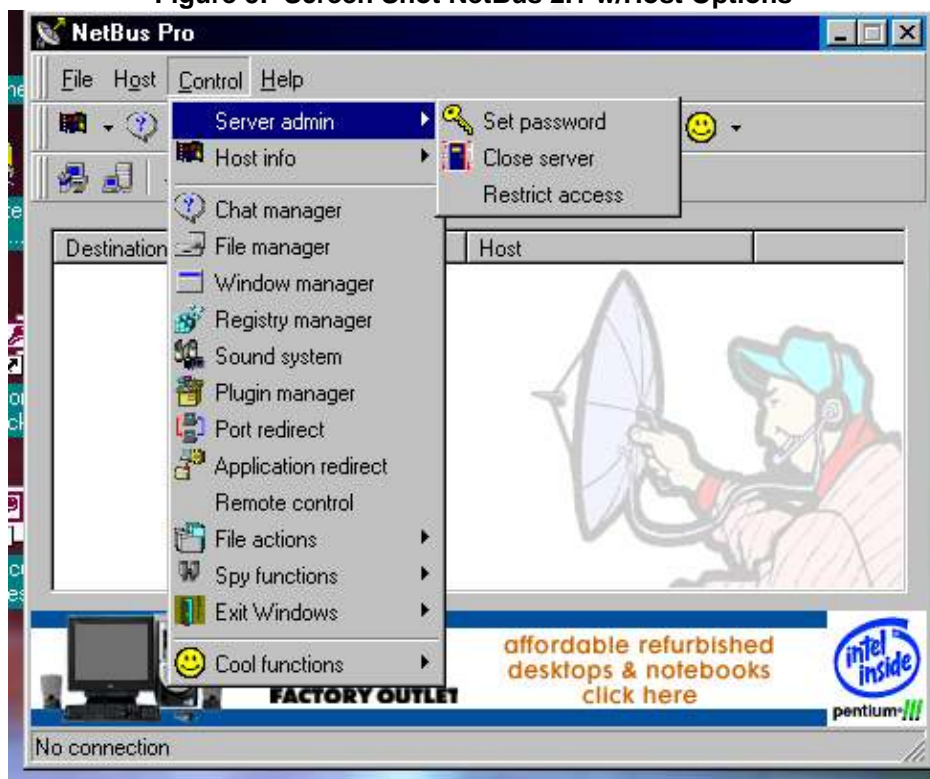 NetBus Pro
File Host Control Help
Server admin
Set password
Host info
Close server
Restrict access
Chat manager
Destination
File manager
Host
Window manager
Registry manager
Sound system
Plugin manager
Port redirect
Application redirect
Remote control
File actions
Spy functions
Exit Windows
Cool functions
affordable refurbished
desktops & notebooks
click here
FACTORY OUTLET
intel
inside
pentium III
No connection